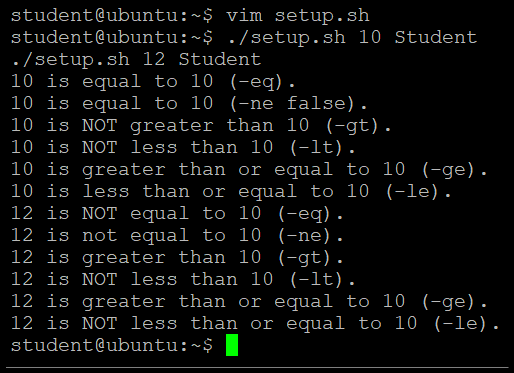 student@ubuntu:~$ vim setup.sh
student@ubuntu:~$ ./setup.sh 10 Student
./setup.sh 12 Student
10 is equal to 10 (-eq).
10 is equal to 10 (-ne false).
10 is NOT greater than 10 (-gt).
10 is NOT less than 10 (-lt).
10 is greater than or equal to 10 (-ge).
10 is less than or equal to 10 (-le).
12 is NOT equal to 10 (-eq).
12 is not equal to 10 (-ne).
12 is greater than 10 (-gt).
12 is NOT less than 10 (-lt).
12 is greater than or equal to 10 (-ge).
12 is NOT less than or equal to 10 (-le).
student@ubuntu:~$